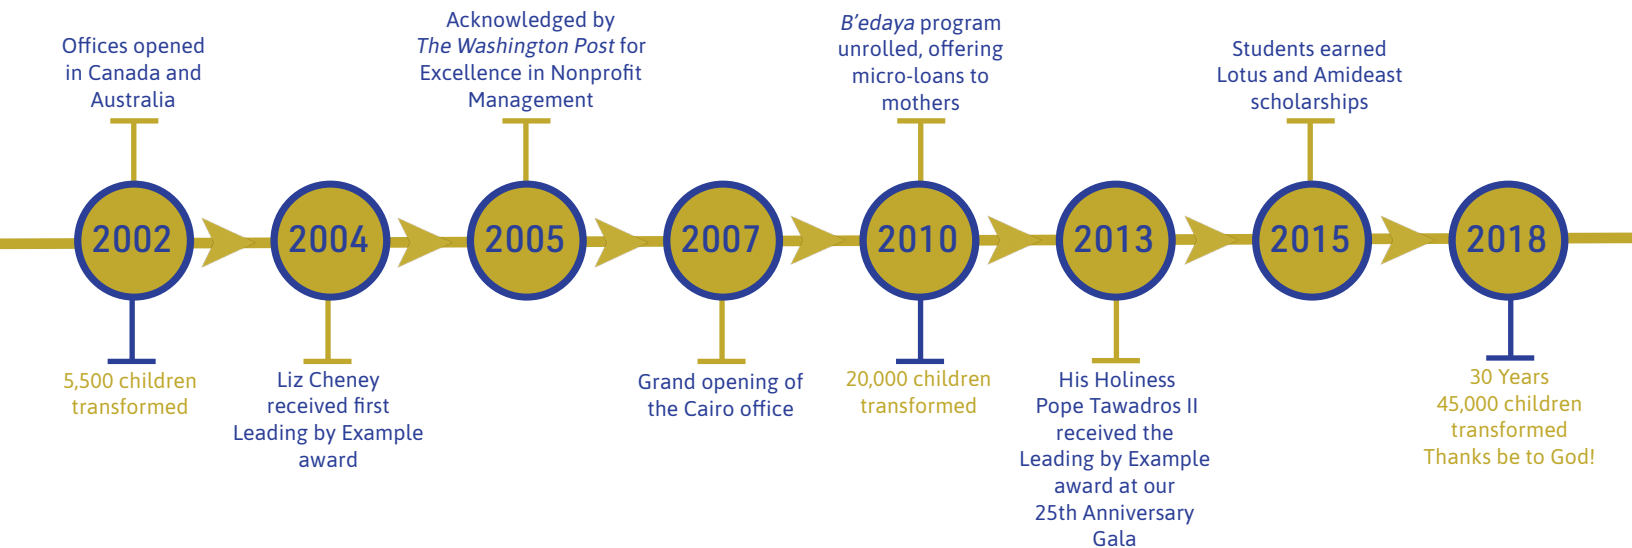 Offices opened
in Canada and
Australia
2002
5,500 children
transformed
2004
Liz Cheney
received first
Leading by Example
award
Acknowledged by
The Washington Post for
Excellence in Nonprofit
Management
2005
2007
Grand opening of
the Cairo office
B'edaya program
unrolled, offering
micro-loans to
mothers
2010
20,000 children
transformed
2013
His Holiness
Pope Tawadros II
received the
Leading by Example
award at our
25th Anniversary
Gala
Students earned
Lotus and Amideast
scholarships
2015
2018
30 Years
45,000 children
transformed
Thanks be to God!